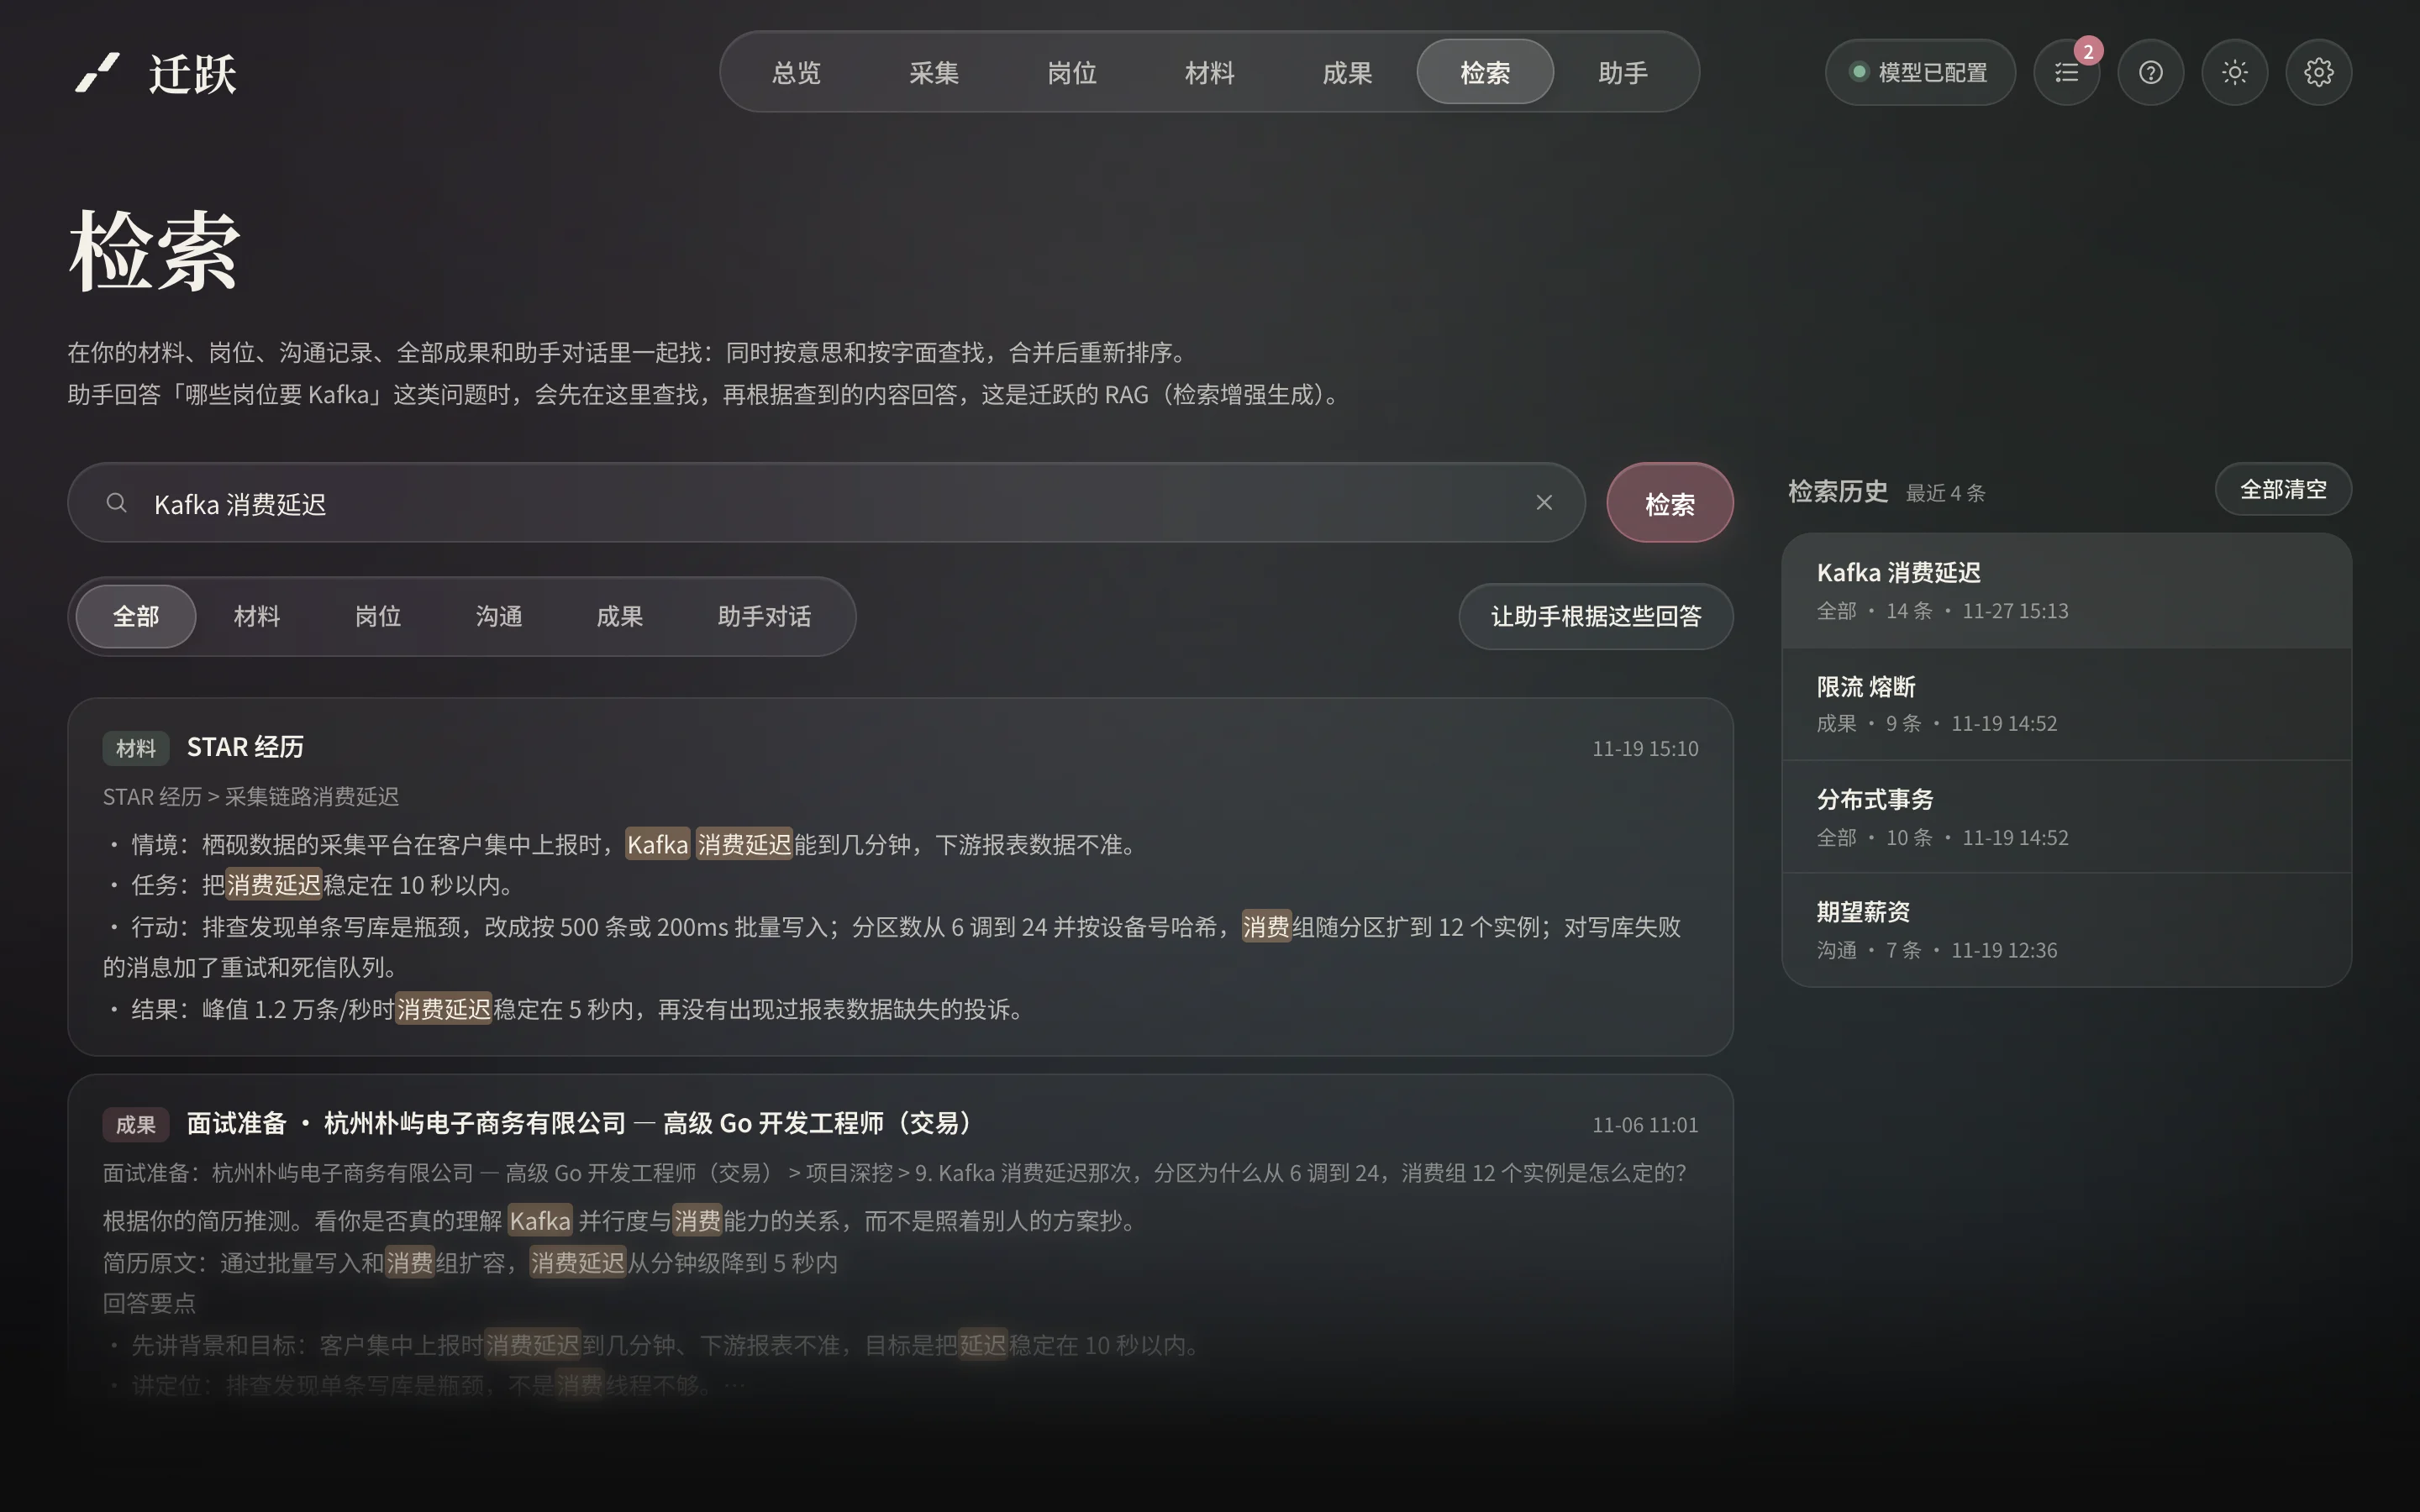 迁跃
总览 采集 岗位 材料 成果 检索 助手
模型已配置
2
检索
在你的材料、岗位、沟通记录、全部成果和助手对话里一起找：同时按意思和按字面查找，合并后重新排序。
助手回答「哪些岗位要 Kafka」这类问题时，会先在这里查找，再根据查到的内容回答，这是迁跃的 RAG（检索增强生成）。
Kafka 消费延迟
检索
全部 材料 岗位 沟通 成果 助手对话
让助手根据这些回答
材料 STAR 经历 11-19 15:10
STAR 经历 > 采集链路消费延迟
• 情境：栖砚数据的采集平台在客户集中上报时，Kafka 消费延迟能到几分钟，下游报表数据不准。
• 任务：把消费延迟稳定在 10 秒以内。
• 行动：排查发现单条写库是瓶颈，改成按 500 条或 200ms 批量写入；分区数从 6 调到 24 并按设备号哈希，消费组随分区扩到 12 个实例；对写库失败
的消息加了重试和死信队列。
• 结果：峰值 1.2 万条/秒时消费延迟稳定在 5 秒内，再没有出现过报表数据缺失的投诉。
成果 面试准备 • 杭州朴屿电子商务有限公司 — 高级 Go 开发工程师（交易） 11-06 11:01
面试准备：杭州朴屿电子商务有限公司 — 高级 Go 开发工程师（交易） > 项目深挖 > 9. Kafka 消费延迟那次，分区为什么从 6 调到 24，消费组 12 个实例是怎么定的？
根据你的简历推测。看你是否真的理解 Kafka 并行度与消费能力的关系，而不是照着别人的方案抄。
简历原文：通过批量写入和消费组扩容，消费延迟从分钟级降到 5 秒内
回答要点
• 先讲背景和目标：客户集中上报时消费延迟到几分钟、下游报表不准，目标是把延迟稳定在 10 秒以内。
• 讲定位：排查发现单条写库是瓶颈，不是消费线程不够。…
检索历史 最近 4 条
全部清空
Kafka 消费延迟
全部 • 14 条 • 11-27 15:13
限流 熔断
成果 • 9 条 • 11-19 14:52
分布式事务
全部 • 10 条 • 11-19 14:52
期望薪资
沟通 • 7 条 • 11-19 12:36